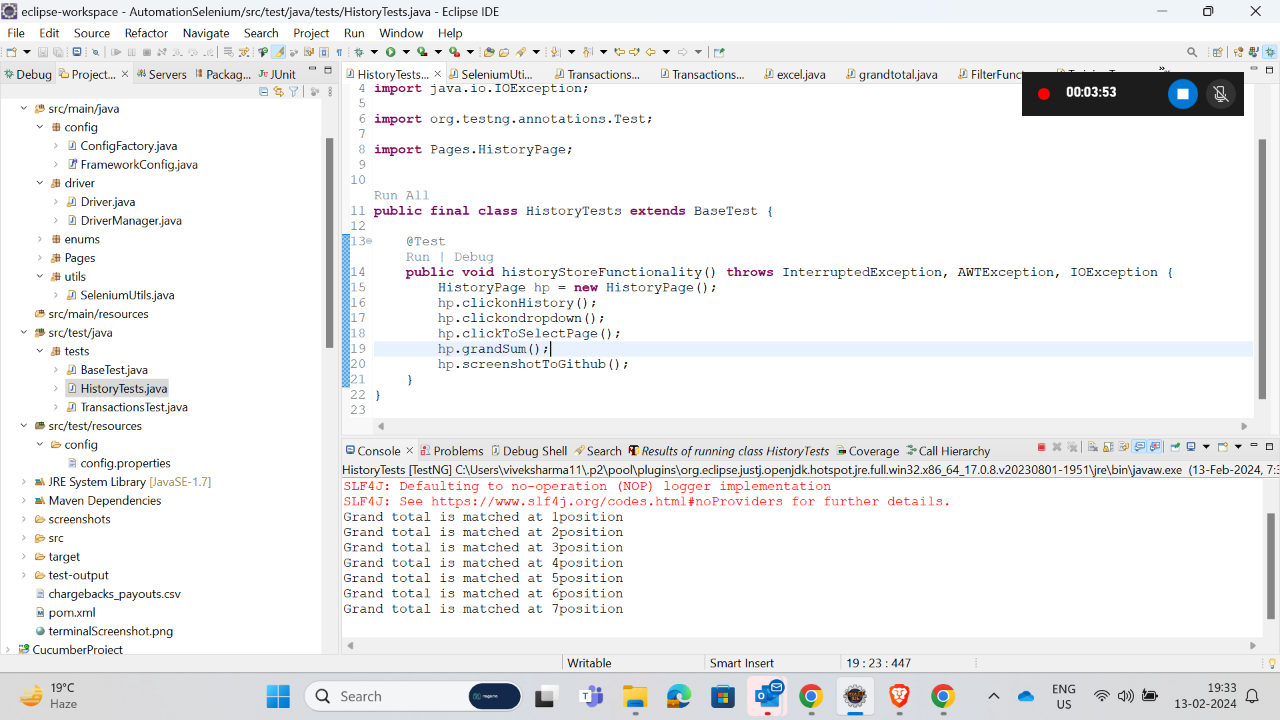 eclipse-workspace - AutomationSelenium/src/test/java/tests/HistoryTests.java - Eclipse IDE
File Edit Source Refactor Navigate Search Project Run Window Help
Debug Project... Servers Packag... JUnit
HistoryTests... SeleniumUti... Transactions... Transactions... excel.java grandtotal.java FilterFunc
00:03:53
src/main/java
config
ConfigFactory.java
FrameworkConfig.java
driver
Driver.java
DriverManager.java
enums
Pages
utils
SeleniumUtils.java
src/main/resources
src/test/java
tests
BaseTest.java
HistoryTests.java
TransactionsTest.java
src/test/resources
config
config.properties
JRE System Library [JavaSE-1.7]
Maven Dependencies
screenshots
src
target
test-output
chargebacks_payouts.csv
pom.xml
terminalScreenshot.png
CucumberProject
4 import java.io.IOException;
5
6 import org.testng.annotations.Test;
7
8 import Pages.HistoryPage;
9
10
Run All
11 public final class HistoryTests extends BaseTest {
12
13 @Test
Run | Debug
14 public void historyStoreFunctionality() throws InterruptedException, AWTException, IOException {
15 HistoryPage hp = new HistoryPage();
16 hp.clickonHistory();
17 hp.clickondropdown();
18 hp.clickToSelectPage();
19 hp.grandSum();
20 hp.screenshotToGithub();
21 }
22 }
23
Console Problems Debug Shell Search Results of running class HistoryTests Coverage Call Hierarchy
HistoryTests [TestNG] C:\Users\viveksharma11\.p2\pool\plugins\org.eclipse.justj.openjdk.hotspot.jre.full.win32.x86_64_17.0.8.v20230801-1951\jre\bin\javaw.exe (13-Feb-2024, 7:3
SLF4J: Defaulting to no-operation (NOP) logger implementation
SLF4J: See https://www.slf4j.org/codes.html#noProviders for further details.
Grand total is matched at 1position
Grand total is matched at 2position
Grand total is matched at 3position
Grand total is matched at 4position
Grand total is matched at 5position
Grand total is matched at 6position
Grand total is matched at 7position
Writable Smart Insert 19 : 23 : 447
19°C
Haze
Search
ENG
US
19:33
13-02-2024